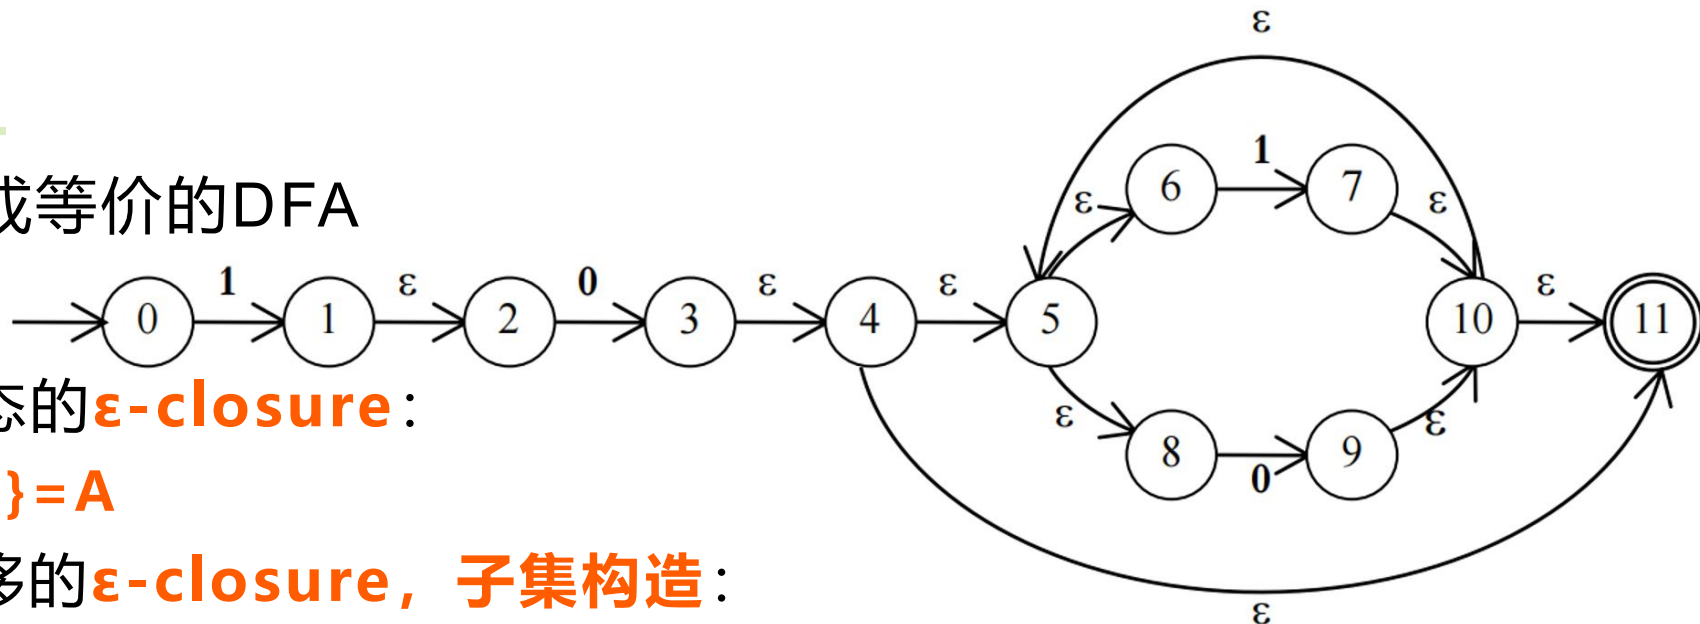 ε
1
ε
6
7
ε
成等价的DFA
1
ε
0
ε
ε
ε
0
1
2
3
4
5
10
11
态的ε-closure：
ε
8
9
ε
0
}=A
移的ε-closure，子集构造：
ε